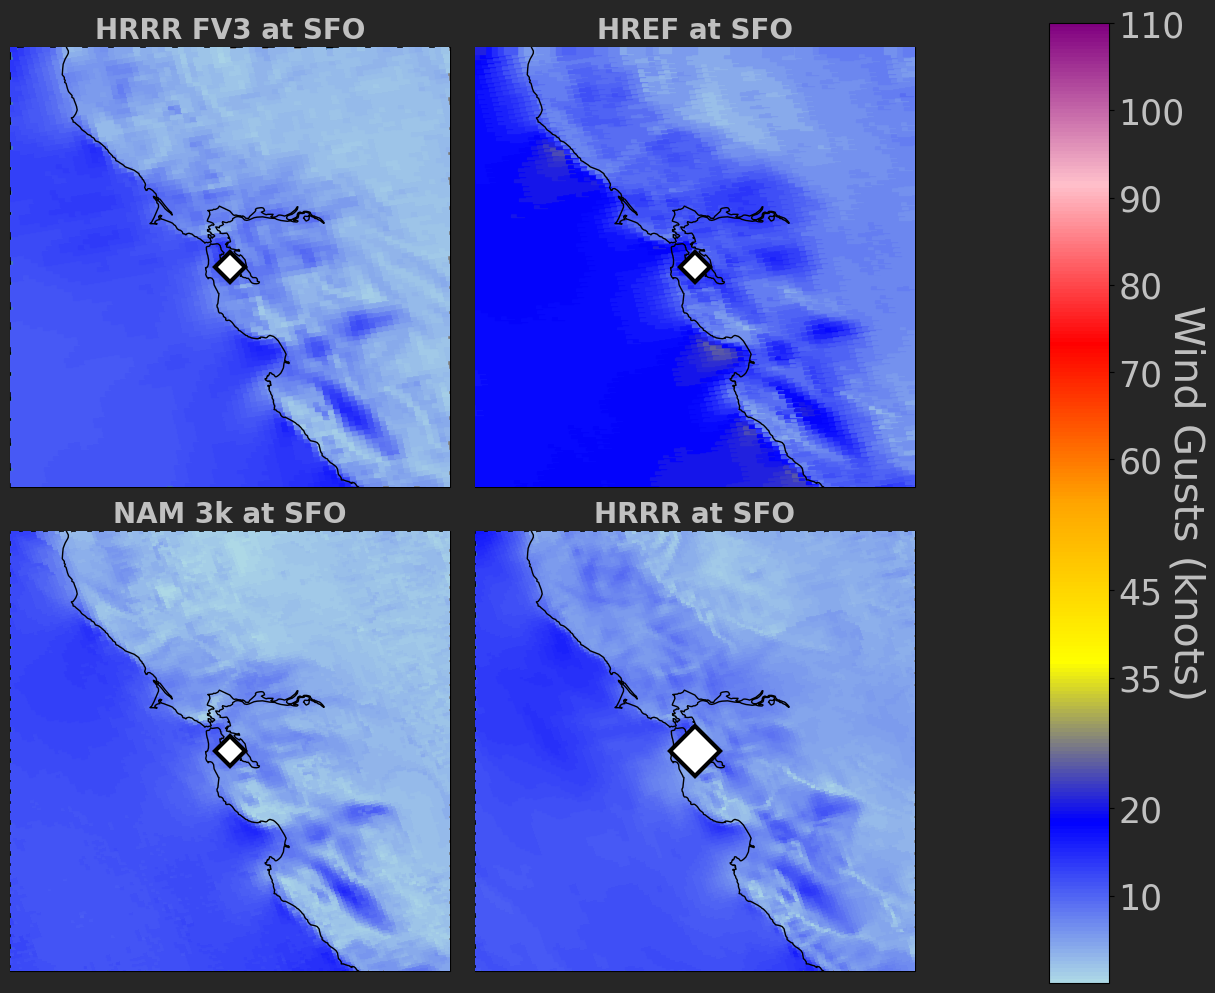 HRRR FV3 at SFO
HREF at SFO
NAM 3k at SFO
HRRR at SFO
110
100
90
80
70
60
45
35
20
10
Wind Gusts (knots)